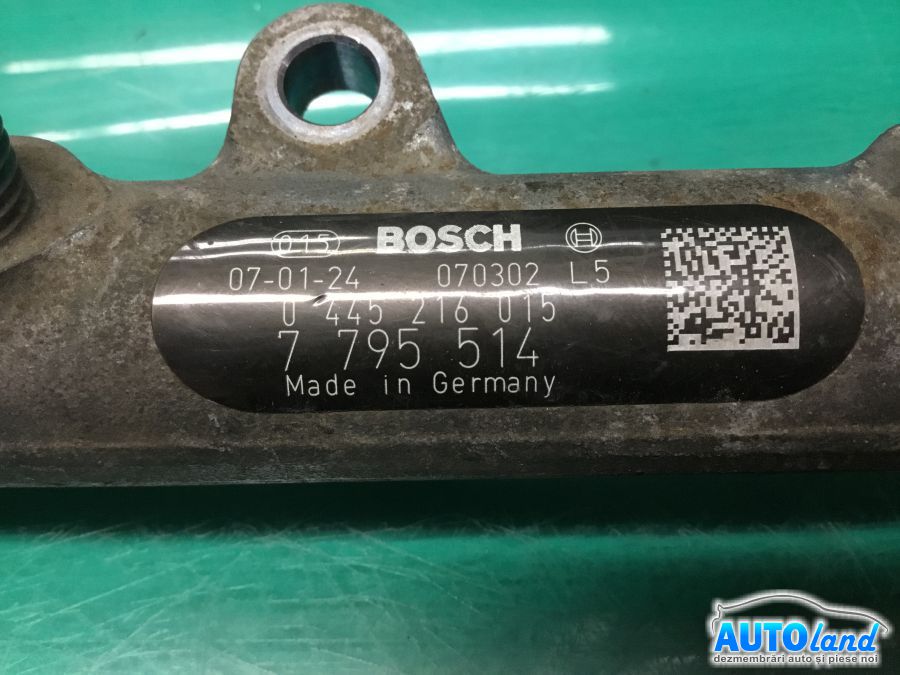 015 BOSCH
07-01-24 070302 L5
0 445 216 015
7 795 514
Made in Germany
AUTOland
dezmembrări auto și piese noi